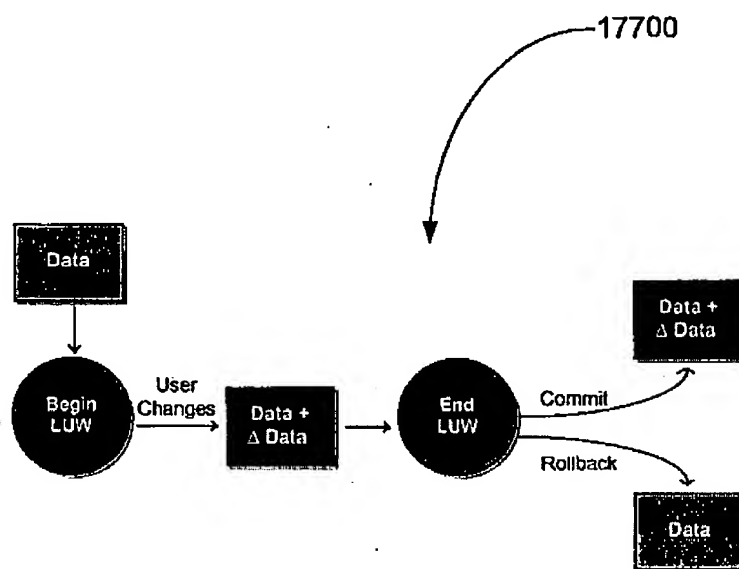 17700
Data
Begin
LUW
User
Changes
Data +
Δ Data
End
LUW
Commit
Data +
Δ Data
Rollback
Data